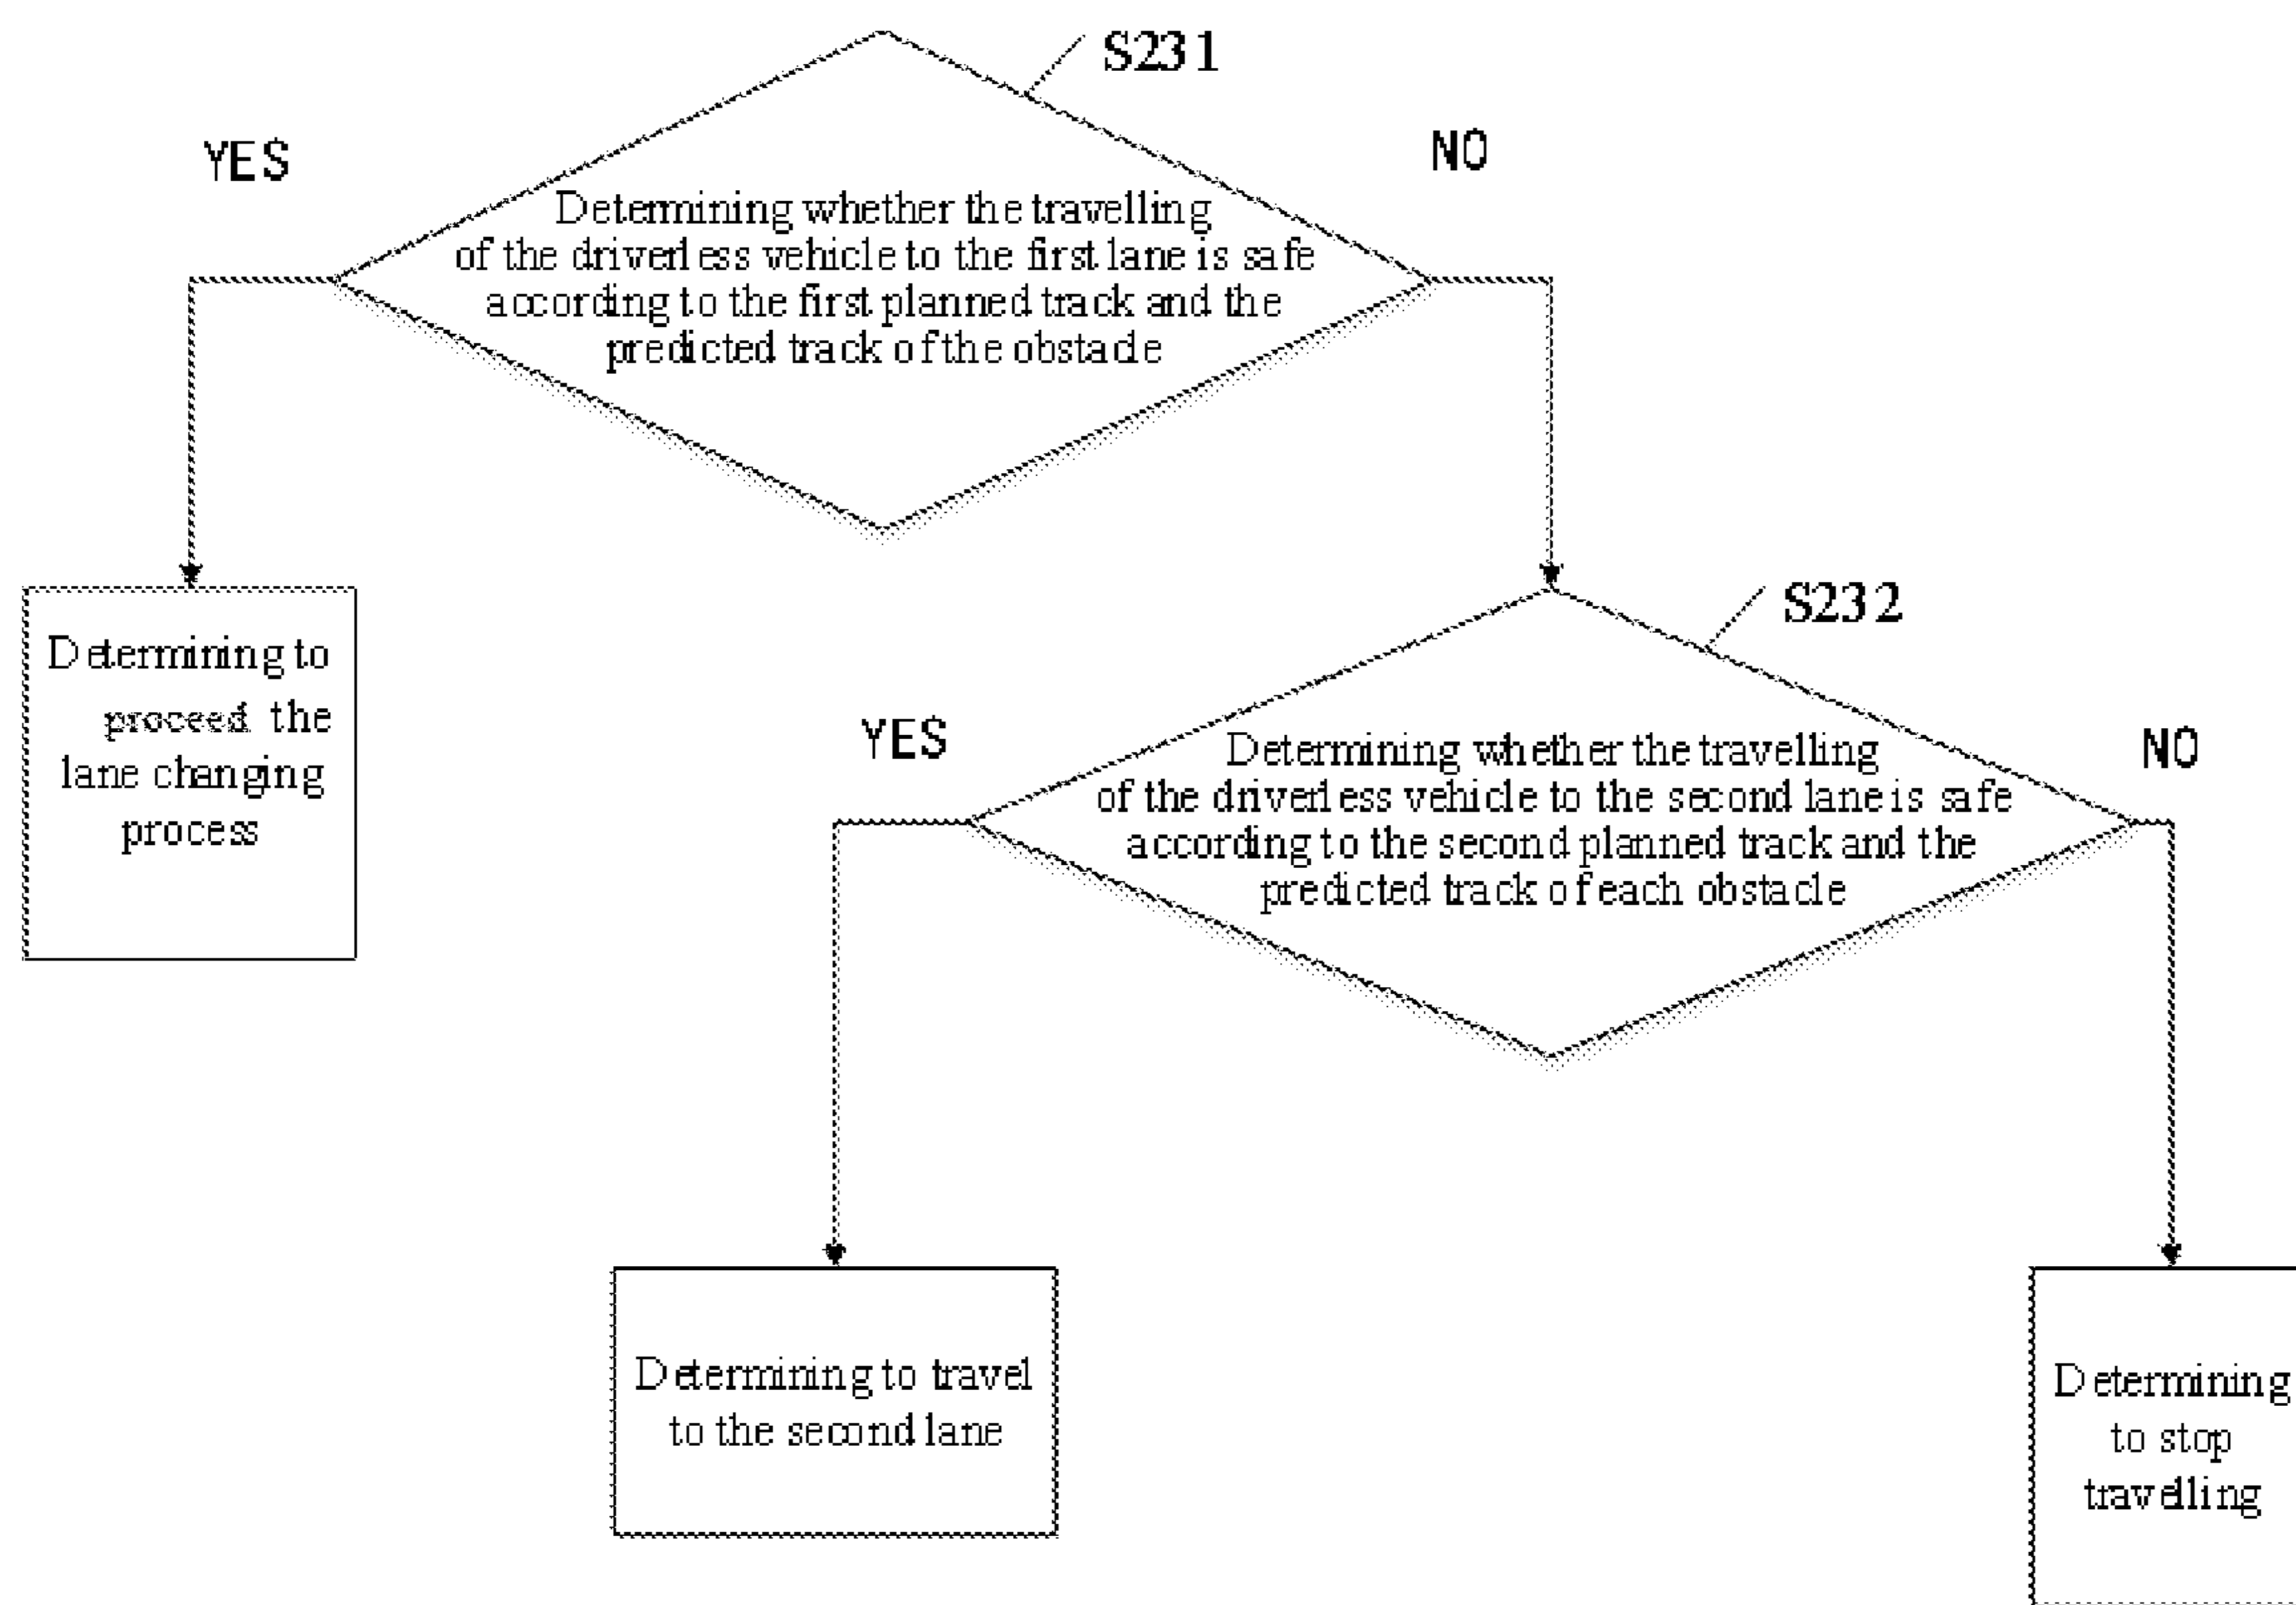 S231
YES
NO
Determining whether the travelling
of the driverless vehicle to the first lane is safe
according to the first planned track and the
predicted track of the obstacle
S232
Determining to
proceed the
lane changing
process
YES
NO
Determining whether the travelling
of the driverless vehicle to the second lane is safe
according to the second planned track and the
predicted track of each obstacle
Determining to travel
to the second lane
Determining
to stop
travelling